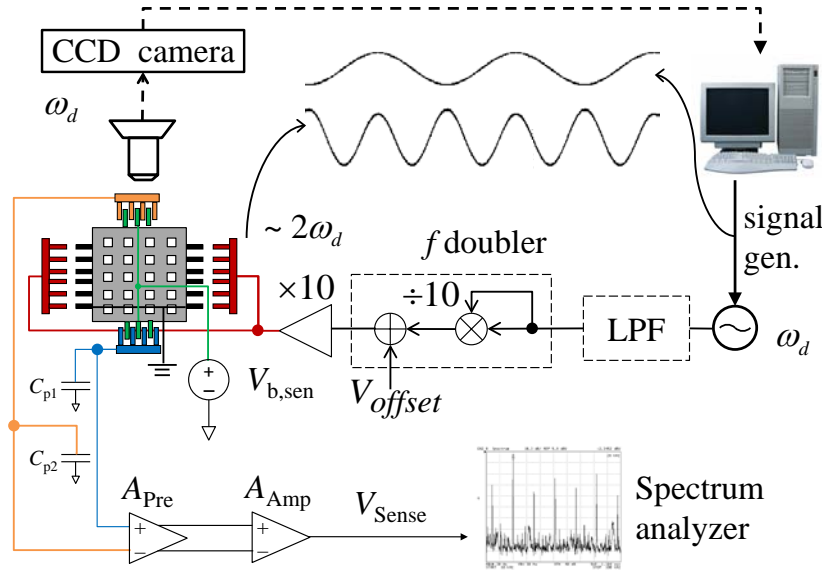 CCD camera
ω_d
~ 2ω_d
signal
gen.
f doubler
×10
÷10
LPF
ω_d
V_offset
V_b,sen
C_p1
C_p2
A_Pre
A_Amp
V_Sense
Spectrum
analyzer